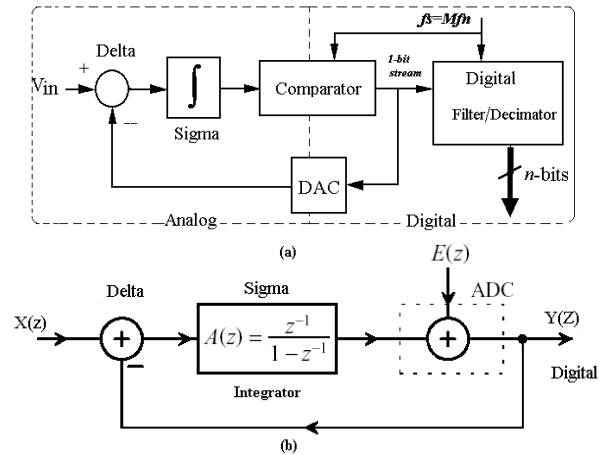 fs=Mfn
Delta
1-bit
stream
+
Vin
∫
Comparator
Digital
Filter/Decimator
--
Sigma
DAC
n-bits
Analog
Digital
(a)
E(z)
Delta
Sigma
ADC
X(z)
+
A(z) = z⁻¹ / 1 − z⁻¹
+
Y(Z)
−
Integrator
Digital
(b)